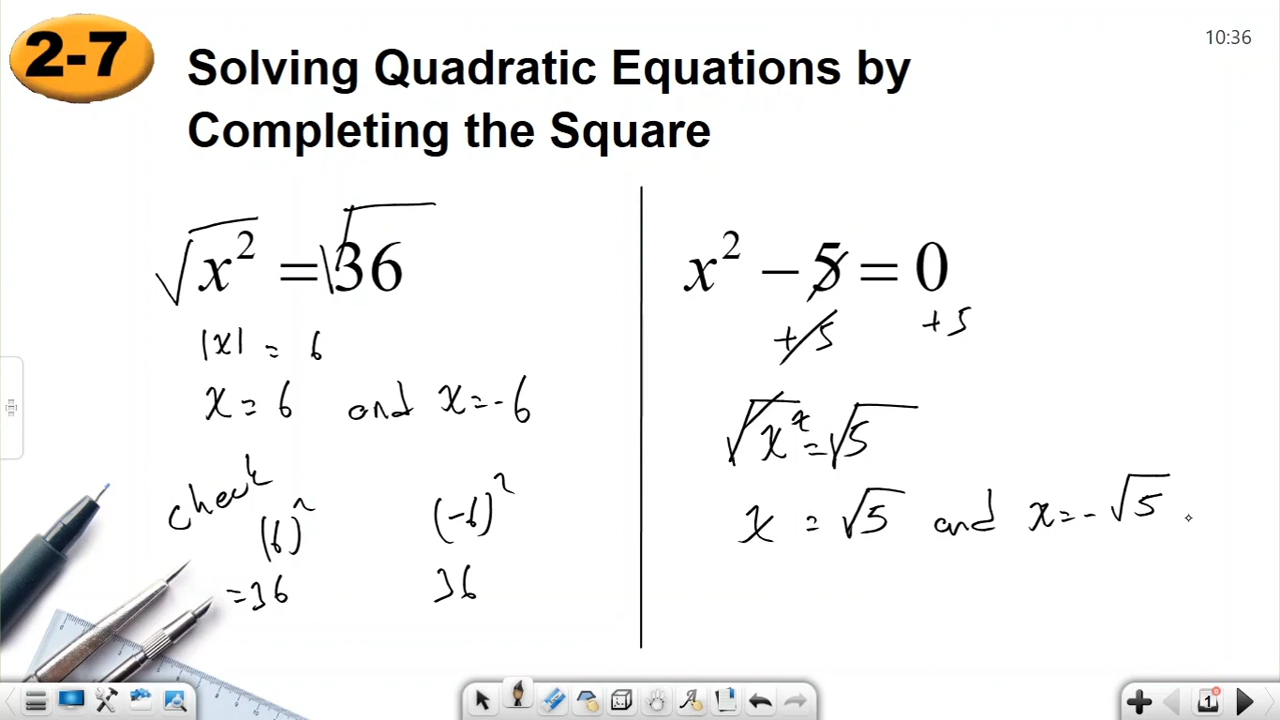 10:36
2-7
Solving Quadratic Equations by
Completing the Square
√x² = √36
|x| = 6
x = 6 and x = -6
check
(6)² (-6)²
=36 36
x² − 5 = 0
+5 +5
√x² = √5
x = √5 and x = -√5
1